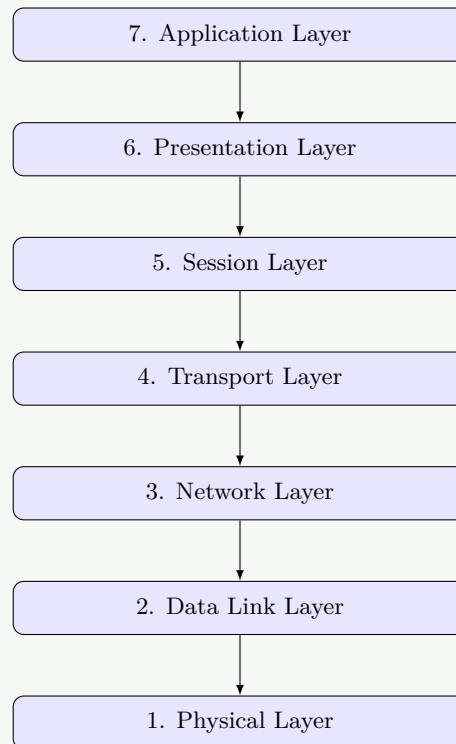 7. Application Layer
6. Presentation Layer
5. Session Layer
4. Transport Layer
3. Network Layer
2. Data Link Layer
1. Physical Layer